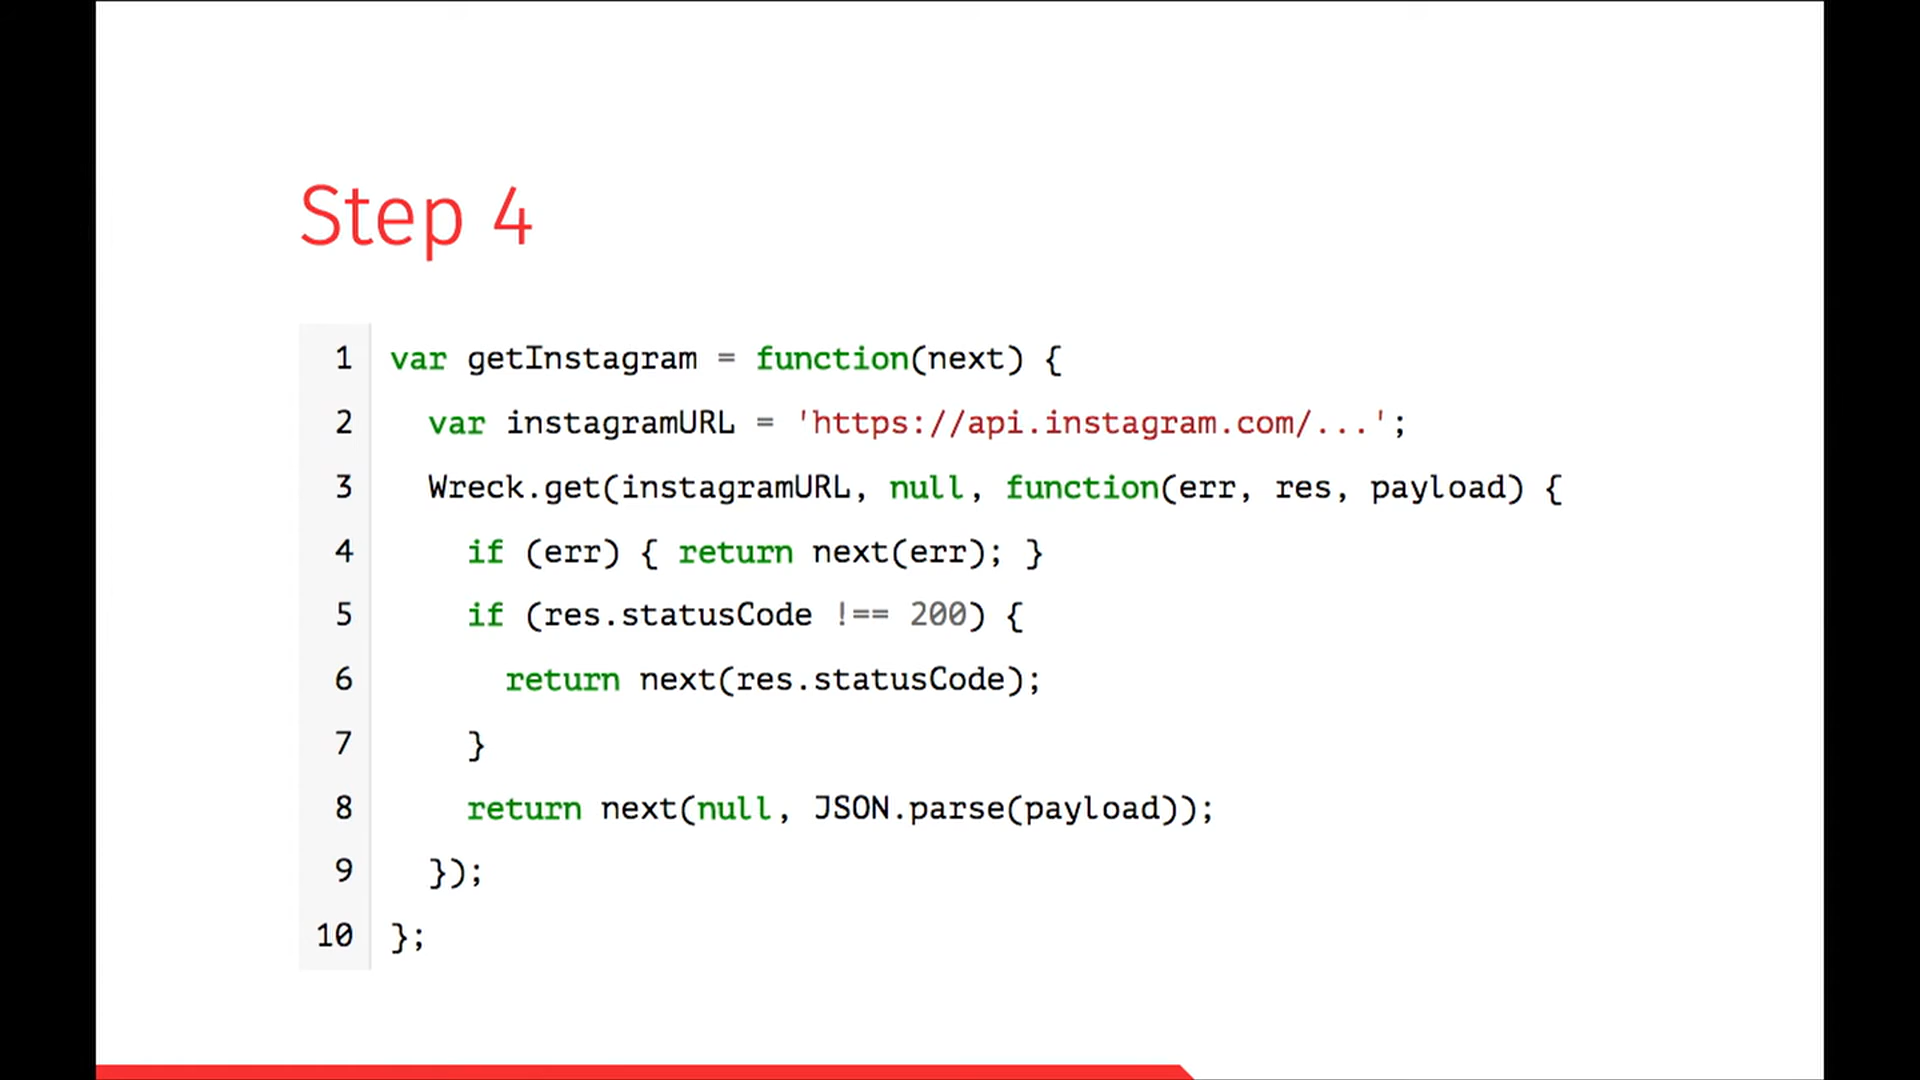 Step 4
1 var getInstagram = function(next) {
2 var instagramURL = 'https://api.instagram.com/...';
3 Wreck.get(instagramURL, null, function(err, res, payload) {
4 if (err) { return next(err); }
5 if (res.statusCode !== 200) {
6 return next(res.statusCode);
7 }
8 return next(null, JSON.parse(payload));
9 });
10 };